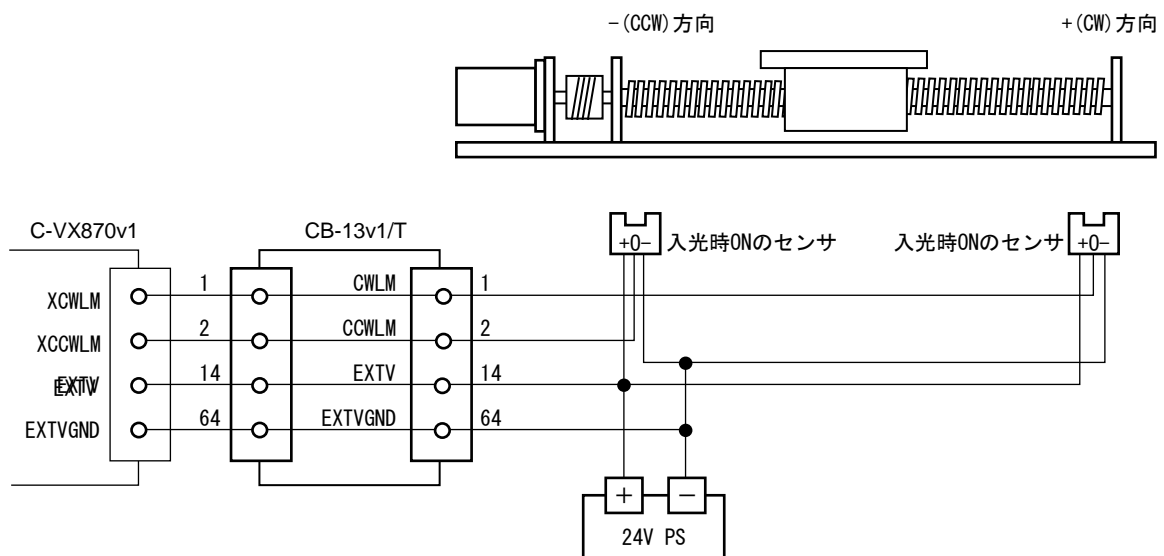 -(CCW)方向
+(CW)方向
C-VX870v1
CB-13v1/T
+O- 入光時ONのセンサ
入光時ONのセンサ +O-
XCWLM 1 CWLM 1
XCCWLM 2 CCWLM 2
EXTV 14 EXTV 14
EXTVGND 64 EXTVGND 64
+ -
24V PS